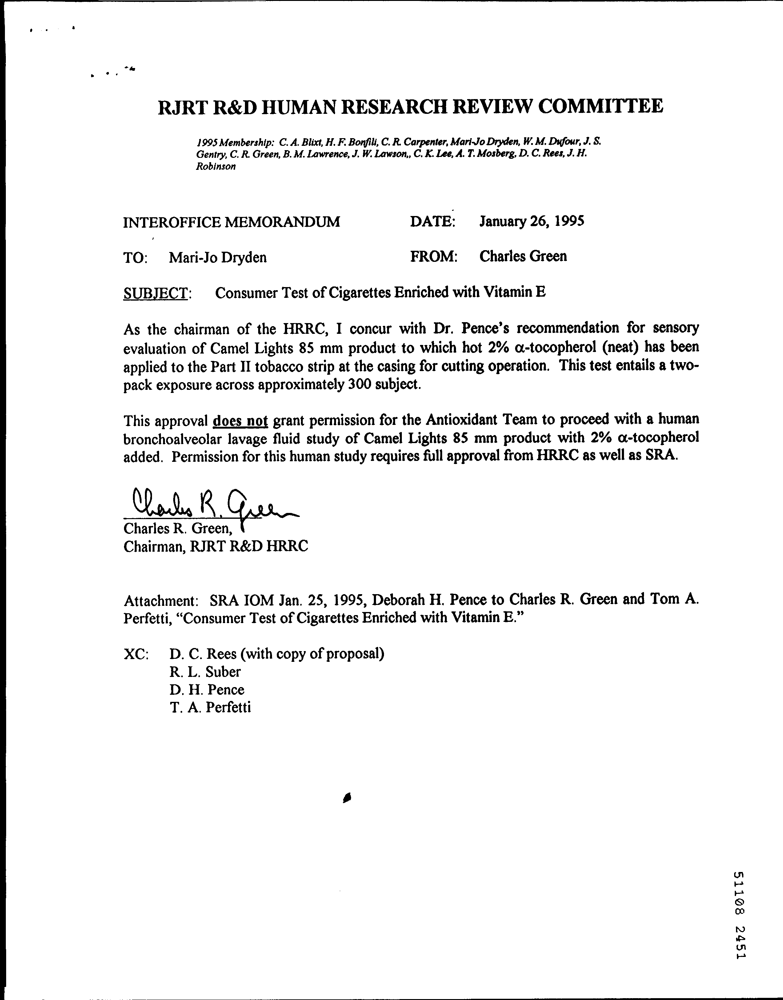 RJRT R&D HUMAN RESEARCH REVIEW COMMITTEE
1995 Membership: C. A. Blixt, H. F. Bonfili, C. R. Carpenter, Mari-Jo Dryden, W. M. Dufour, J. S.
Gentry, C. R. Green, B. M. Lawrence, J. W. Lawson,, C. K. Lee, A. T. Mosberg, D. C. Rees, J. H.
Robinson
INTEROFFICE MEMORANDUM DATE: January 26, 1995
TO: Mari-Jo Dryden FROM: Charles Green
SUBJECT: Consumer Test of Cigarettes Enriched with Vitamin E
As the chairman of the HRRC, I concur with Dr. Pence's recommendation for sensory
evaluation of Camel Lights 85 mm product to which hot 2% α-tocopherol (neat) has been
applied to the Part II tobacco strip at the casing for cutting operation. This test entails a two-
pack exposure across approximately 300 subject.
This approval does not grant permission for the Antioxidant Team to proceed with a human
bronchoalveolar lavage fluid study of Camel Lights 85 mm product with 2% α-tocopherol
added. Permission for this human study requires full approval from HRRC as well as SRA.
Charles R. Green
Charles R. Green,
Chairman, RJRT R&D HRRC
Attachment: SRA IOM Jan. 25, 1995, Deborah H. Pence to Charles R. Green and Tom A.
Perfetti, "Consumer Test of Cigarettes Enriched with Vitamin E."
XC: D. C. Rees (with copy of proposal)
R. L. Suber
D. H. Pence
T. A. Perfetti
51108 2451